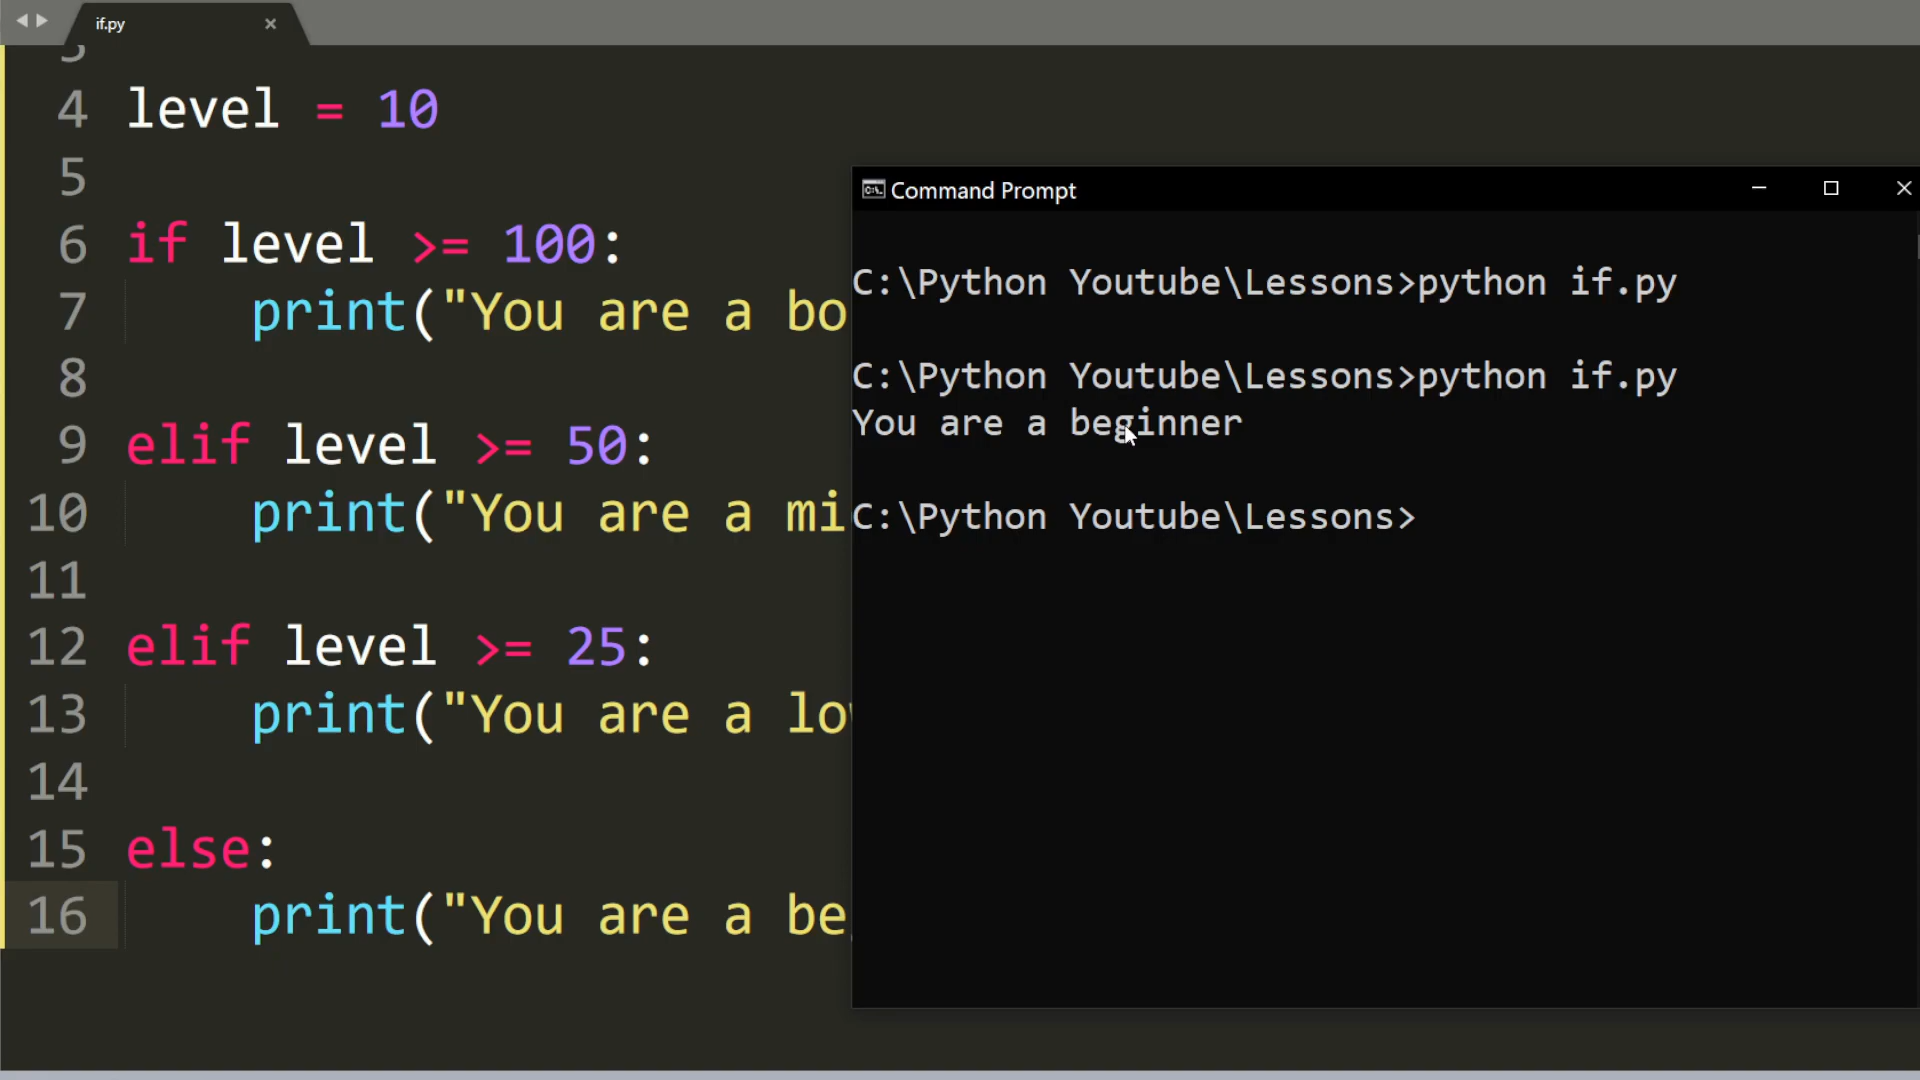 if.py
4 level = 10
5
6 if level >= 100:
7 print("You are a bo
8
9 elif level >= 50:
10 print("You are a mi
11
12 elif level >= 25:
13 print("You are a lo
14
15 else:
16 print("You are a be
Command Prompt
C:\Python Youtube\Lessons>python if.py
C:\Python Youtube\Lessons>python if.py
You are a beginner
C:\Python Youtube\Lessons>